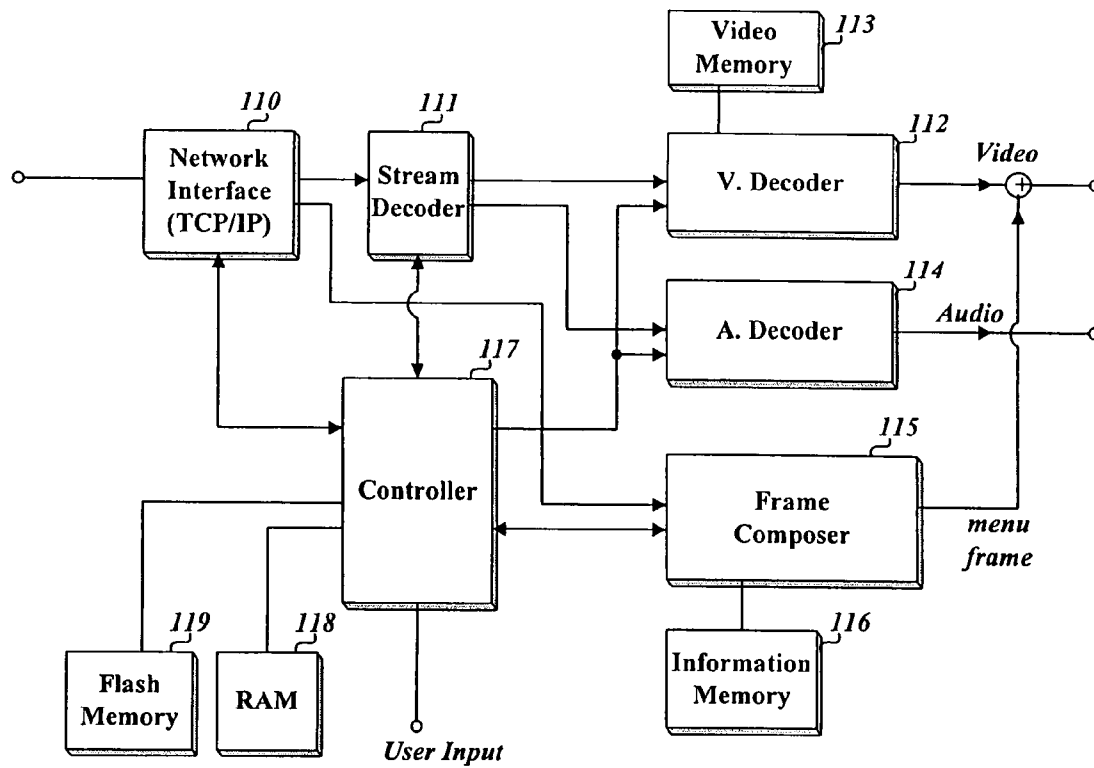 Video
Memory
113
110
Network
Interface
(TCP/IP)
111
Stream
Decoder
112
V. Decoder
Video
+
114
A. Decoder
Audio
117
Controller
115
Frame
Composer
menu
frame
119
Flash
Memory
118
RAM
User Input
116
Information
Memory